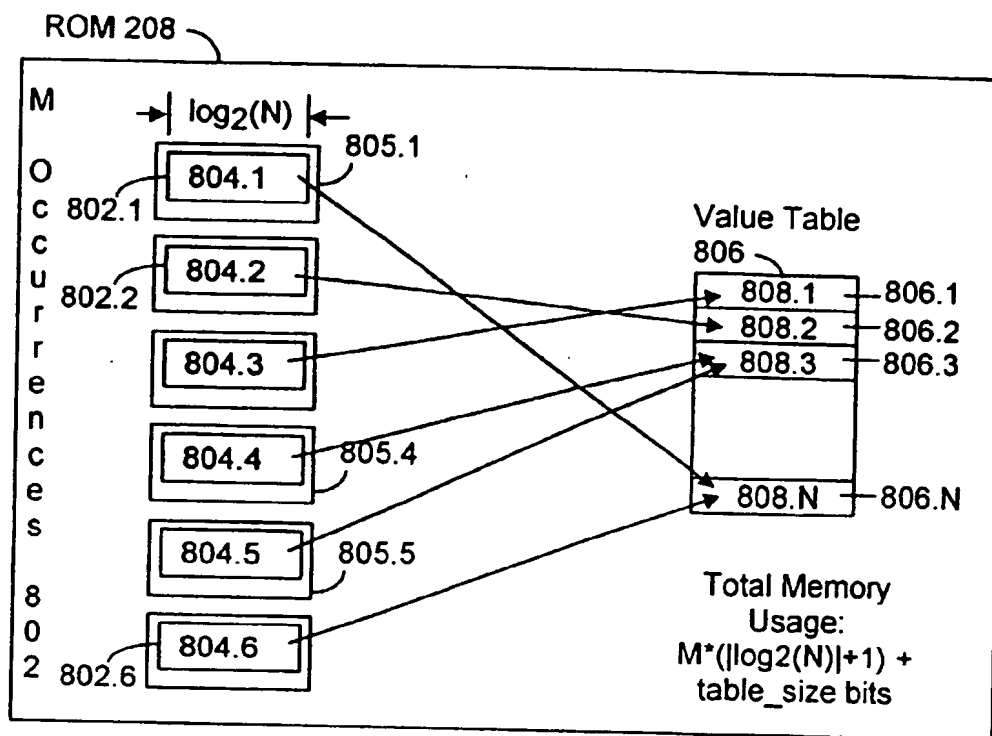 ROM 208
M Occurrences 802
log2(N)
805.1
804.1
802.1
804.2
802.2
804.3
804.4
805.4
804.5
805.5
804.6
802.6
Value Table
806
808.1
806.1
808.2
806.2
808.3
806.3
808.N
806.N
Total Memory
Usage:
M*(|log2(N)|+1) +
table_size bits